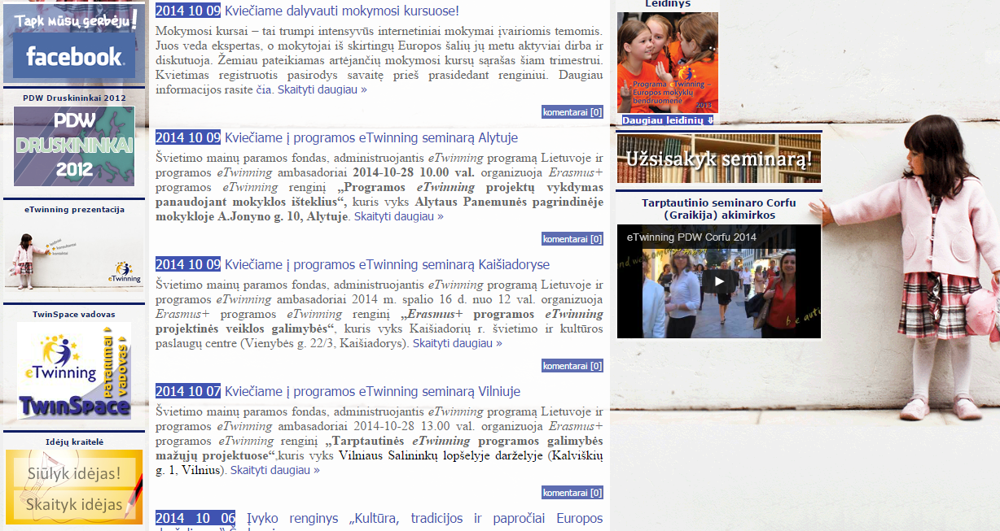 Tapk mūsų gerbėju!
facebook
PDW Druskininkai 2012
PDW
DRUSKININKAI
2012
eTwinning prezentacija
eTwinning
TwinSpace vadovas
eTwinning
PATARIMAI
VADOVAS
TwinSpace
Idėjų kraitelė
Siūlyk idėjas!
Skaityk idėjas
2014 10 09 Kviečiame dalyvauti mokymosi kursuose!
Mokymosi kursai – tai trumpi intensyvūs internetiniai mokymai įvairiomis temomis.
Juos veda ekspertas, o mokytojai iš skirtingų Europos šalių jų metu aktyviai dirba ir
diskutuoja. Žemiau pateikiamas artėjančių mokymosi kursų sąrašas šiam trimestrui.
Kvietimas registruotis pasirodys savaitę prieš prasidedant renginiui. Daugiau
informacijos rasite čia. Skaityti daugiau »
komentarai [0]
2014 10 09 Kviečiame į programos eTwinning seminarą Alytuje
Švietimo mainų paramos fondas, administruojantis eTwinning programą Lietuvoje ir
programos eTwinning ambasadoriai 2014-10-28 10.00 val. organizuoja Erasmus+
programos eTwinning renginį „Programos eTwinning projektų vykdymas
panaudojant mokyklos išteklius“, kuris vyks Alytaus Panemunės pagrindinėje
mokykloje A.Jonyno g. 10, Alytuje. Skaityti daugiau »
komentarai [0]
2014 10 09 Kviečiame į programos eTwinning seminarą Kaišiadoryse
Švietimo mainų paramos fondas, administruojantis eTwinning programą Lietuvoje ir
programos eTwinning ambasadoriai 2014 m. spalio 16 d. nuo 12 val. organizuoja
Erasmus+ programos eTwinning renginį „Erasmus+ programos eTwinning
projektinės veiklos galimybės“, kuris vyks Kaišiadorių r. švietimo ir kultūros
paslaugų centre (Vienybės g. 22/3, Kaišiadorys). Skaityti daugiau »
komentarai [0]
2014 10 07 Kviečiame į programos eTwinning seminarą Vilniuje
Švietimo mainų paramos fondas, administruojantis eTwinning programą Lietuvoje ir
programos eTwinning ambasadoriai 2014-10-28 13.00 val. organizuoja Erasmus+
programos eTwinning renginį „Tarptautinės eTwinning programos galimybės
mažųjų projektuose“,kuris vyks Vilniaus Salininkų lopšelyje darželyje (Kalviškių
g. 1, Vilnius). Skaityti daugiau »
komentarai [0]
2014 10 06 Įvyko renginys „Kultūra, tradicijos ir papročiai Europos
Leidinys
Programa eTwinning –
Europos mokyklų
bendruomenė
2013
Daugiau leidinių ⇓
Užsisakyk seminarą!
Tarptautinio seminaro Corfu
(Graikija) akimirkos
eTwinning PDW Corfu 2014